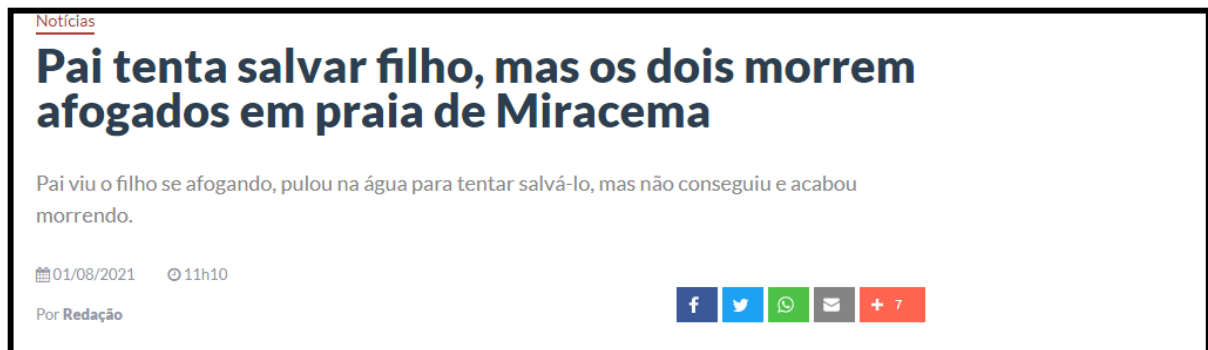 Notícias
Pai tenta salvar filho, mas os dois morrem
afogados em praia de Miracema
Pai viu o filho se afogando, pulou na água para tentar salvá-lo, mas não conseguiu e acabou
morrendo.
01/08/2021 11h10
Por Redação
+ 7